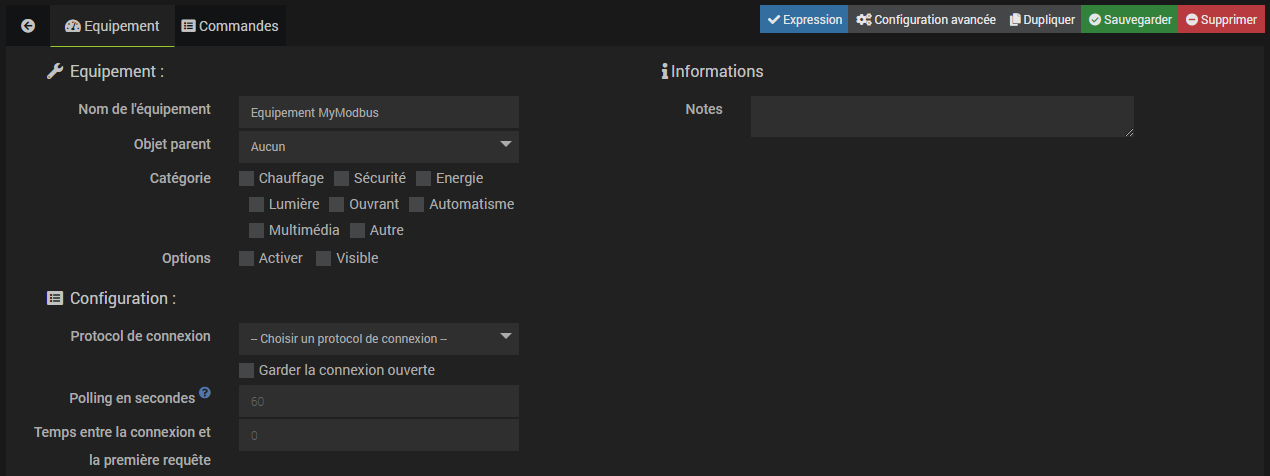 Equipement Commandes Expression Configuration avancée Dupliquer Sauvegarder Supprimer
Equipement : Informations
Nom de l'équipement Equipement MyModbus Notes
Objet parent Aucun
Catégorie Chauffage Sécurité Energie
Lumière Ouvrant Automatisme
Multimédia Autre
Options Activer Visible
Configuration :
Protocol de connexion -- Choisir un protocol de connexion --
Garder la connexion ouverte
Polling en secondes ? 60
Temps entre la connexion et 0
la première requête